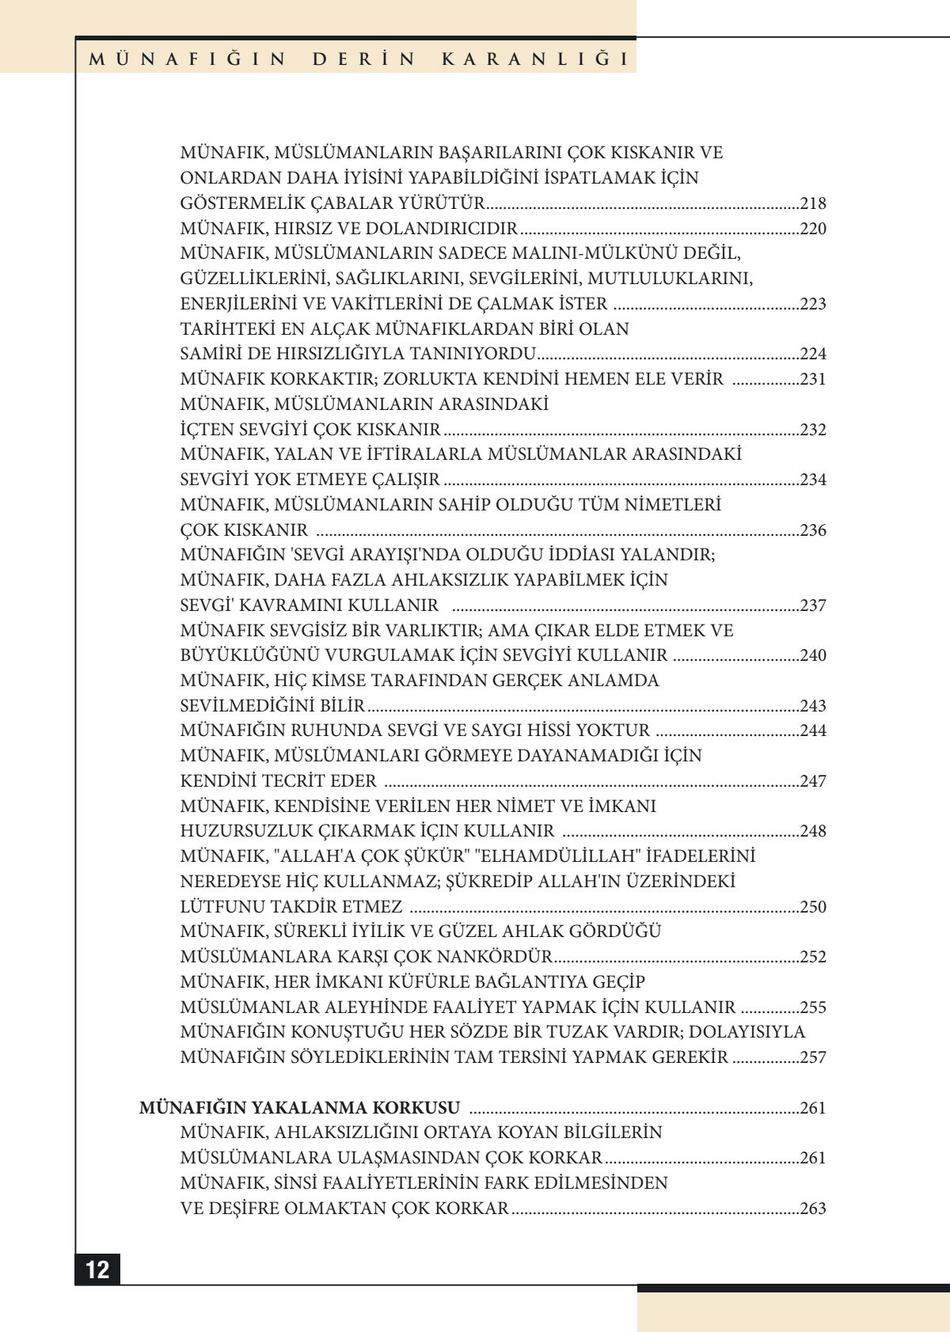 MÜNAFIĞIN DERİN KARANLIĞI
MÜNAFIK, MÜSLÜMANLARIN BAŞARILARINI ÇOK KISKANIR VE
ONLARDAN DAHA İYİSİNİ YAPABİLDİĞİNİ İSPATLAMAK İÇİN
GÖSTERMELİK ÇABALAR YÜRÜTÜR..........................................................................218
MÜNAFIK, HIRSIZ VE DOLANDIRICIDIR..................................................................220
MÜNAFIK, MÜSLÜMANLARIN SADECE MALINI-MÜLKÜNÜ DEĞİL,
GÜZELLİKLERİNİ, SAĞLIKLARINI, SEVGİLERİNİ, MUTLULUKLARINI,
ENERJİLERİNİ VE VAKİTLERİNİ DE ÇALMAK İSTER ............................................223
TARİHTEKİ EN ALÇAK MÜNAFIKLARDAN BİRİ OLAN
SAMİRİ DE HIRSIZLIĞIYLA TANINIYORDU..............................................................224
MÜNAFIK KORKAKTIR; ZORLUKTA KENDİNİ HEMEN ELE VERİR ................231
MÜNAFIK, MÜSLÜMANLARIN ARASINDAKİ
İÇTEN SEVGİYİ ÇOK KISKANIR....................................................................................232
MÜNAFIK, YALAN VE İFTİRALARLA MÜSLÜMANLAR ARASINDAKİ
SEVGİYİ YOK ETMEYE ÇALIŞIR....................................................................................234
MÜNAFIK, MÜSLÜMANLARIN SAHİP OLDUĞU TÜM NİMETLERİ
ÇOK KISKANIR ..................................................................................................................236
MÜNAFIĞIN 'SEVGİ ARAYIŞI'NDA OLDUĞU İDDİASI YALANDIR;
MÜNAFIK, DAHA FAZLA AHLAKSIZLIK YAPABİLMEK İÇİN
SEVGİ' KAVRAMINI KULLANIR ..................................................................................237
MÜNAFIK SEVGİSİZ BİR VARLIKTIR; AMA ÇIKAR ELDE ETMEK VE
BÜYÜKLÜĞÜNÜ VURGULAMAK İÇİN SEVGİYİ KULLANIR ..............................240
MÜNAFIK, HİÇ KİMSE TARAFINDAN GERÇEK ANLAMDA
SEVİLMEDİĞİNİ BİLİR......................................................................................................243
MÜNAFIĞIN RUHUNDA SEVGİ VE SAYGI HİSSİ YOKTUR ..................................244
MÜNAFIK, MÜSLÜMANLARI GÖRMEYE DAYANAMADIĞI İÇİN
KENDİNİ TECRİT EDER ..................................................................................................247
MÜNAFIK, KENDİSİNE VERİLEN HER NİMET VE İMKANI
HUZURSUZLUK ÇIKARMAK İÇIN KULLANIR ........................................................248
MÜNAFIK, "ALLAH'A ÇOK ŞÜKÜR" "ELHAMDÜLİLLAH" İFADELERİNİ
NEREDEYSE HİÇ KULLANMAZ; ŞÜKREDİP ALLAH'IN ÜZERİNDEKİ
LÜTFUNU TAKDİR ETMEZ ............................................................................................250
MÜNAFIK, SÜREKLİ İYİLİK VE GÜZEL AHLAK GÖRDÜĞÜ
MÜSLÜMANLARA KARŞI ÇOK NANKÖRDÜR..........................................................252
MÜNAFIK, HER İMKANI KÜFÜRLE BAĞLANTIYA GEÇİP
MÜSLÜMANLAR ALEYHİNDE FAALİYET YAPMAK İÇİN KULLANIR ..............255
MÜNAFIĞIN KONUŞTUĞU HER SÖZDE BİR TUZAK VARDIR; DOLAYISIYLA
MÜNAFIĞIN SÖYLEDİKLERİNİN TAM TERSİNİ YAPMAK GEREKİR ................257
MÜNAFIĞIN YAKALANMA KORKUSU ..............................................................................261
MÜNAFIK, AHLAKSIZLIĞINI ORTAYA KOYAN BİLGİLERİN
MÜSLÜMANLARA ULAŞMASINDAN ÇOK KORKAR..............................................261
MÜNAFIK, SİNSİ FAALİYETLERİNİN FARK EDİLMESİNDEN
VE DEŞİFRE OLMAKTAN ÇOK KORKAR....................................................................263
12